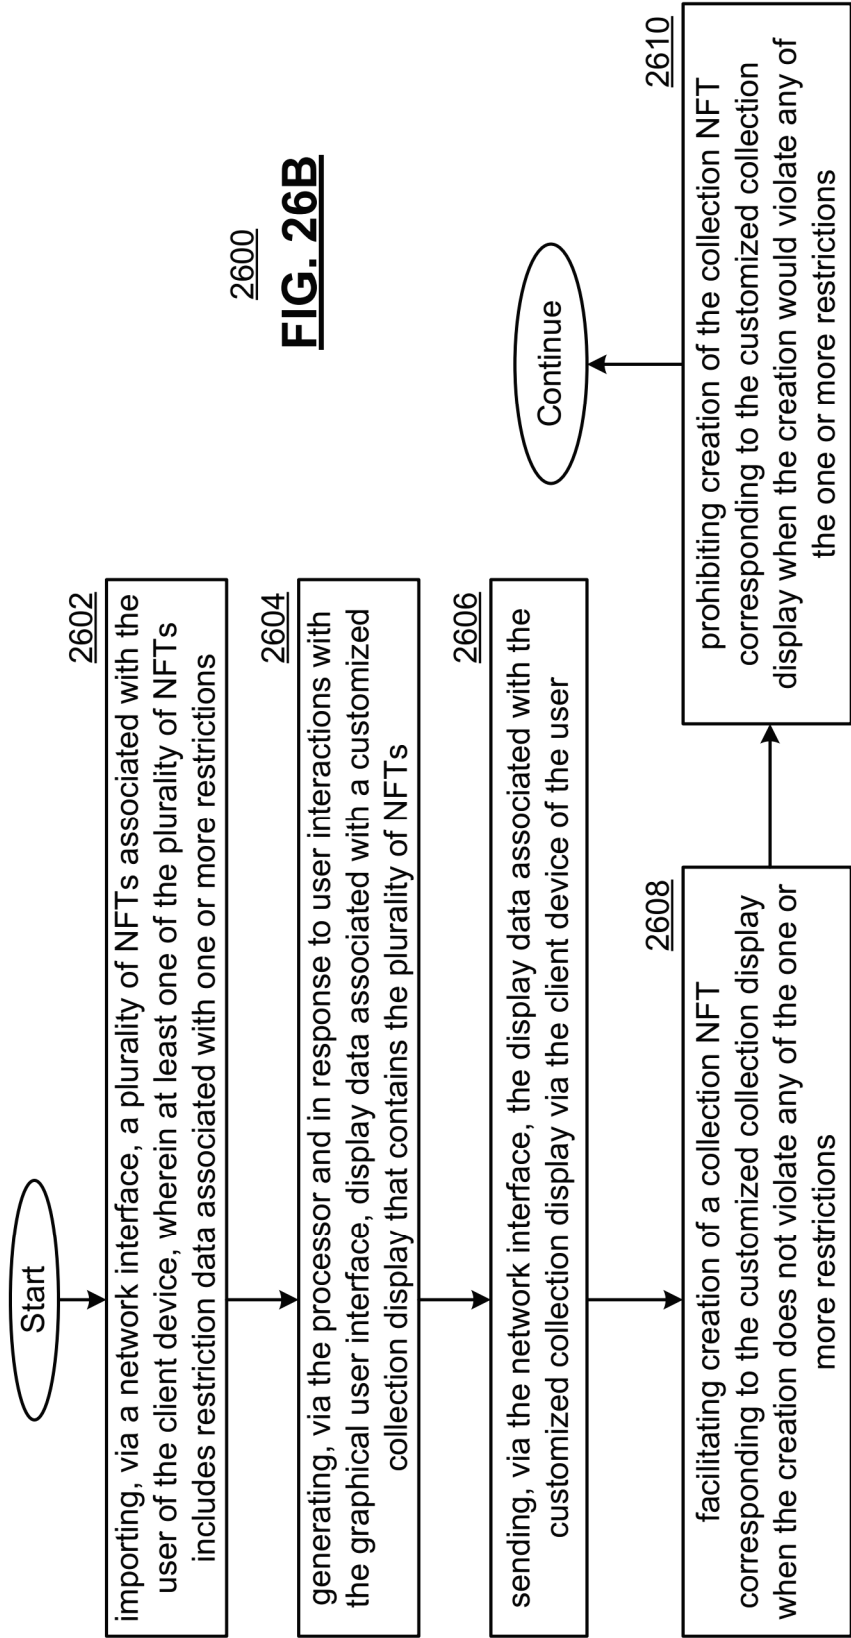 2600
FIG. 26B
Start
2602
importing, via a network interface, a plurality of NFTs associated with the
user of the client device, wherein at least one of the plurality of NFTs
includes restriction data associated with one or more restrictions
2604
generating, via the processor and in response to user interactions with
the graphical user interface, display data associated with a customized
collection display that contains the plurality of NFTs
2606
sending, via the network interface, the display data associated with the
customized collection display via the client device of the user
2608
facilitating creation of a collection NFT
corresponding to the customized collection display
when the creation does not violate any of the one or
more restrictions
2610
prohibiting creation of the collection NFT
corresponding to the customized collection
display when the creation would violate any of
the one or more restrictions
Continue